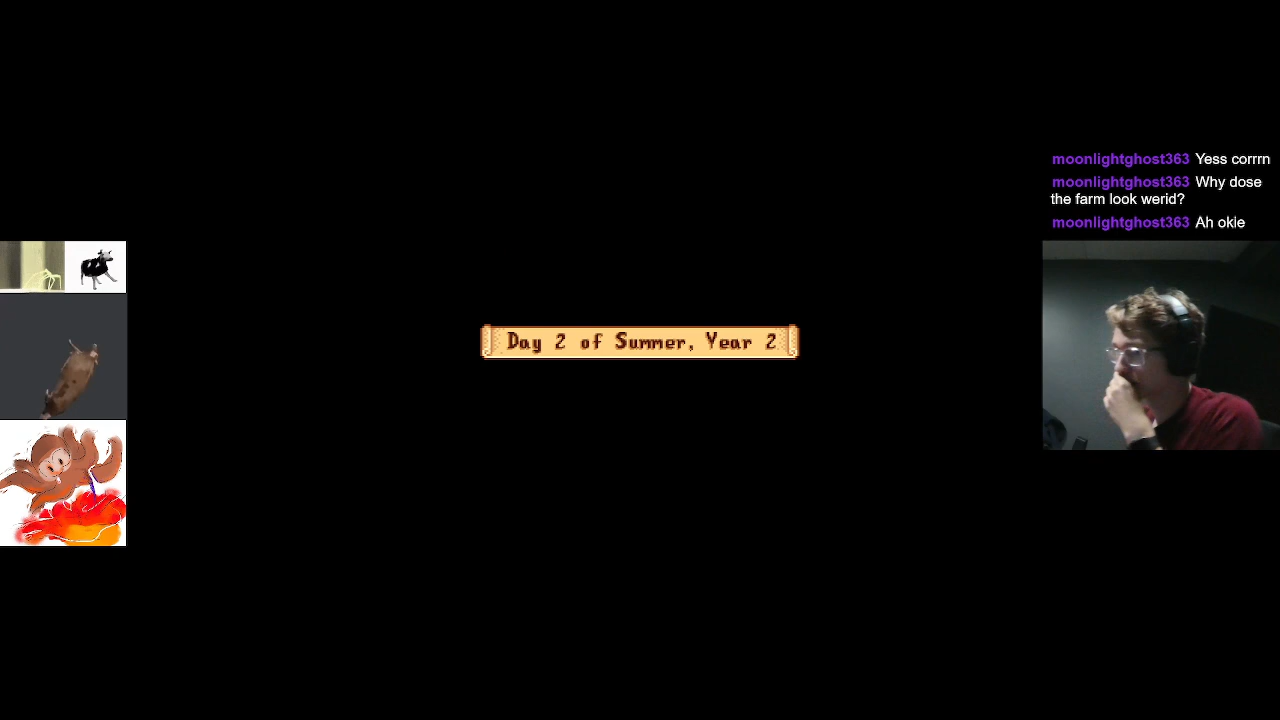 moonlightghost363 Yess corrrn
moonlightghost363 Why dose
the farm look werid?
moonlightghost363 Ah okie
Day 2 of Summer, Year 2